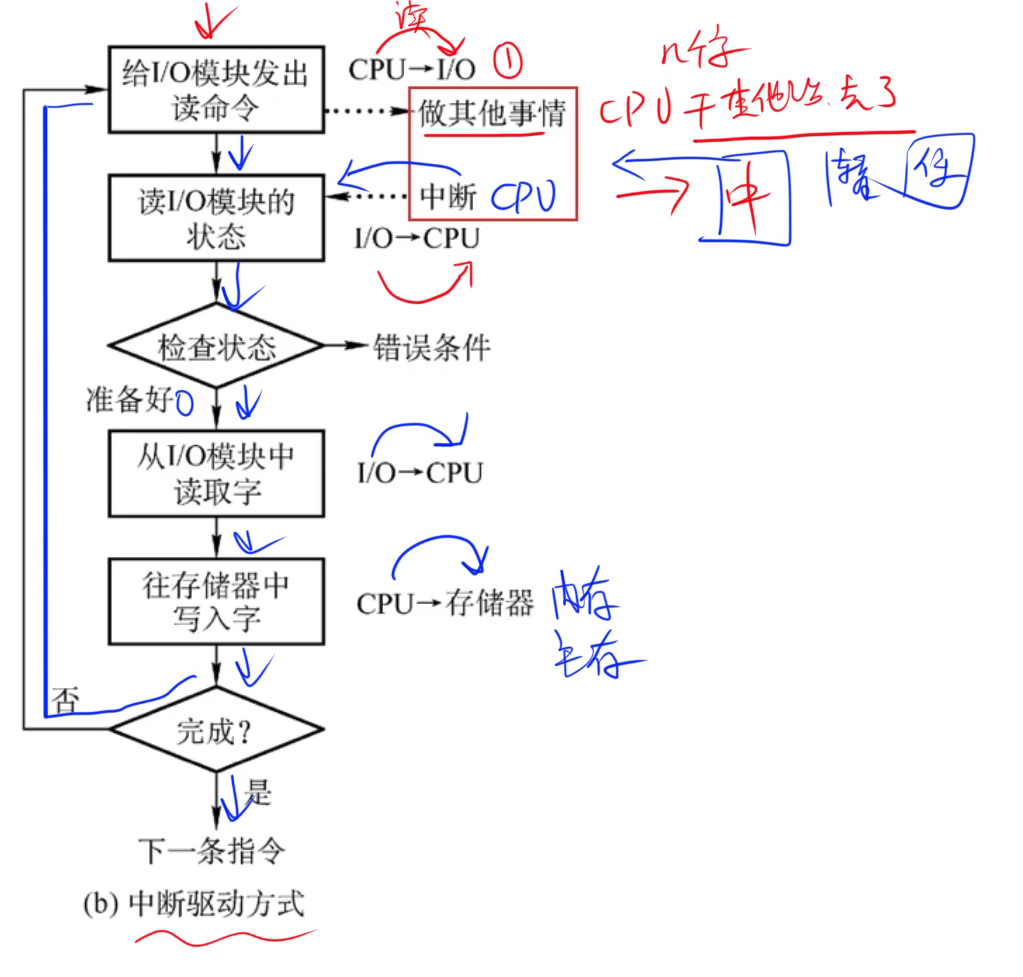 读
给I/O模块发出
读命令
CPU→I/O ①
n个字
做其他事情
CPU干其他的去了
读I/O模块的
状态
中断 CPU
中
I/O→CPU
检查状态
错误条件
准备好
从I/O模块中
读取字
I/O→CPU
往存储器中
写入字
CPU→存储器 内存
主存
否
完成?
是
下一条指令
(b) 中断驱动方式